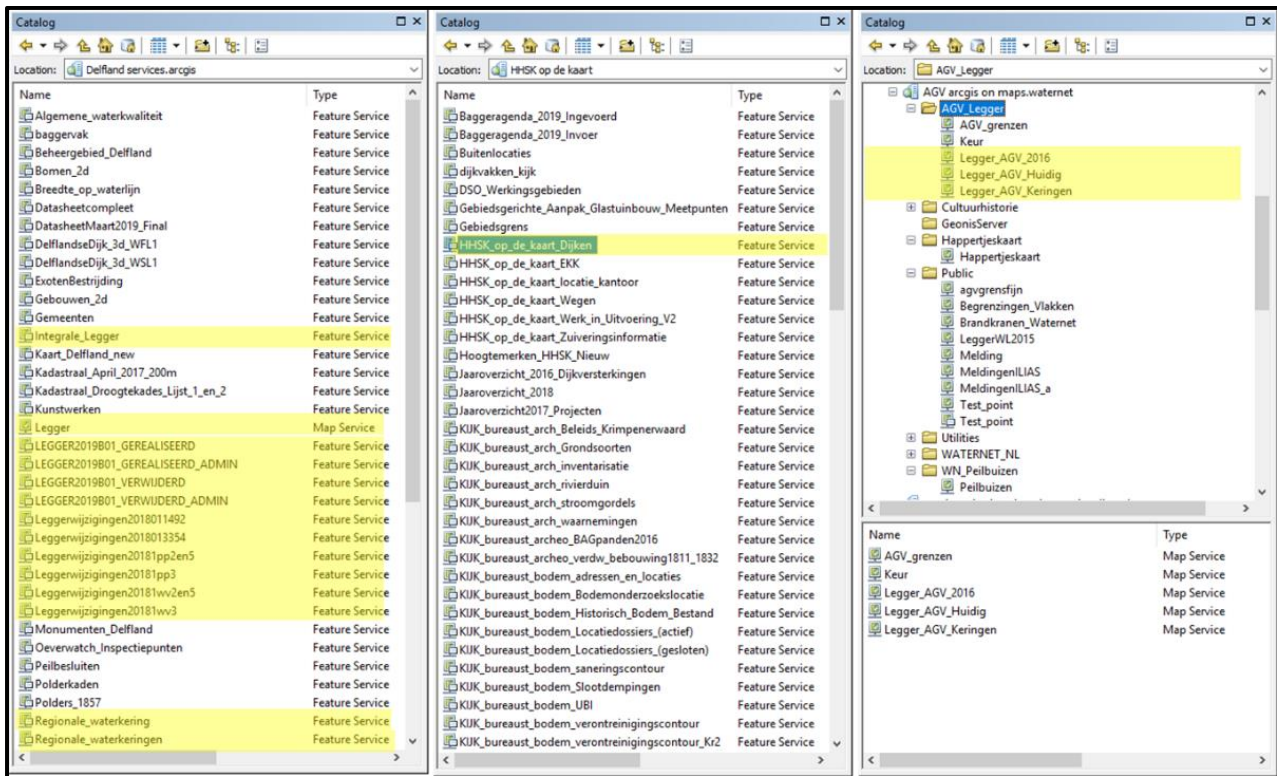 Catalog
Location: Delfland services.arcgis
Name Type
Algemene_waterkwaliteit Feature Service
baggervak Feature Service
Beheergebied_Delfland Feature Service
Bomen_2d Feature Service
Breedte_op_waterlijn Feature Service
Datasheetcompleet Feature Service
DatasheetMaart2019_Final Feature Service
DelflandseDijk_3d_WFL1 Feature Service
DelflandseDijk_3d_WSL1 Feature Service
ExotenBestrijding Feature Service
Gebouwen_2d Feature Service
Gemeenten Feature Service
Integrale_Legger Feature Service
Kaart_Delfland_new Feature Service
Kadastraal_April_2017_200m Feature Service
Kadastraal_Droogtekades_Lijst_1_en_2 Feature Service
Kunstwerken Feature Service
Legger Map Service
LEGGER2019B01_GEREALISEERD Feature Service
LEGGER2019B01_GEREALISEERD_ADMIN Feature Service
LEGGER2019B01_VERWIJDERD Feature Service
LEGGER2019B01_VERWIJDERD_ADMIN Feature Service
Leggerwijzigingen2018011492 Feature Service
Leggerwijzigingen2018013354 Feature Service
Leggerwijzigingen20181pp2en5 Feature Service
Leggerwijzigingen20181pp3 Feature Service
Leggerwijzigingen20181wv2en5 Feature Service
Leggerwijzigingen20181wv3 Feature Service
Monumenten_Delfland Feature Service
Oeverwatch_Inspectiepunten Feature Service
Peilbesluiten Feature Service
Polderkaden Feature Service
Polders_1857 Feature Service
Regionale_waterkering Feature Service
Regionale_waterkeringen Feature Service
Catalog
Location: HHSK op de kaart
Name Type
Baggeragenda_2019_Ingevoerd Feature Service
Baggeragenda_2019_Invoer Feature Service
Buitenlocaties Feature Service
dijkvakken_kijk Feature Service
DSO_Werkingsgebieden Feature Service
Gebiedsgerichte_Aanpak_Glastuinbouw_Meetpunten Feature Service
Gebiedsgrens Feature Service
HHSK_op_de_kaart_Dijken Feature Service
HHSK_op_de_kaart_EKK Feature Service
HHSK_op_de_kaart_locatie_kantoor Feature Service
HHSK_op_de_kaart_Wegen Feature Service
HHSK_op_de_kaart_Werk_in_Uitvoering_V2 Feature Service
HHSK_op_de_kaart_Zuiveringsinformatie Feature Service
Hoogtemerken_HHSK_Nieuw Feature Service
Jaaroverzicht_2016_Dijkversterkingen Feature Service
Jaaroverzicht_2018 Feature Service
Jaaroverzicht2017_Projecten Feature Service
KIJK_bureaust_arch_Beleids_Krimpenerwaard Feature Service
KIJK_bureaust_arch_Grondsoorten Feature Service
KIJK_bureaust_arch_inventarisatie Feature Service
KIJK_bureaust_arch_rivierduin Feature Service
KIJK_bureaust_arch_stroomgordels Feature Service
KIJK_bureaust_arch_waarnemingen Feature Service
KIJK_bureaust_archeo_BAGpanden2016 Feature Service
KIJK_bureaust_archeo_verdw_bebouwing1811_1832 Feature Service
KIJK_bureaust_bodem_adressen_en_locaties Feature Service
KIJK_bureaust_bodem_Bodemonderzoekslocatie Feature Service
KIJK_bureaust_bodem_Historisch_Bodem_Bestand Feature Service
KIJK_bureaust_bodem_Locatiedossiers_(actief) Feature Service
KIJK_bureaust_bodem_Locatiedossiers_(gesloten) Feature Service
KIJK_bureaust_bodem_saneringscontour Feature Service
KIJK_bureaust_bodem_Slootdempingen Feature Service
KIJK_bureaust_bodem_UBI Feature Service
KIJK_bureaust_bodem_verontreinigingscontour Feature Service
KIJK_bureaust_bodem_verontreinigingscontour_Kr2 Feature Service
Catalog
Location: AGV_Legger
AGV arcgis on maps.waternet
AGV_Legger
AGV_grenzen
Keur
Legger_AGV_2016
Legger_AGV_Huidig
Legger_AGV_Keringen
Cultuurhistorie
GeonisServer
Happertjeskaart
Happertjeskaart
Public
agvgrensfijn
Begrenzingen_Vlakken
Brandkranen_Waternet
LeggerWL2015
Melding
MeldingenILIAS
MeldingenILIAS_a
Test_point
Test_point
Utilities
WATERNET_NL
WN_Peilbuizen
Peilbuizen
Name Type
AGV_grenzen Map Service
Keur Map Service
Legger_AGV_2016 Map Service
Legger_AGV_Huidig Map Service
Legger_AGV_Keringen Map Service